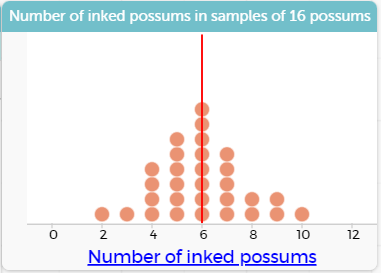 Number of inked possums in samples of 16 possums
0 2 4 6 8 10 12
Number of inked possums